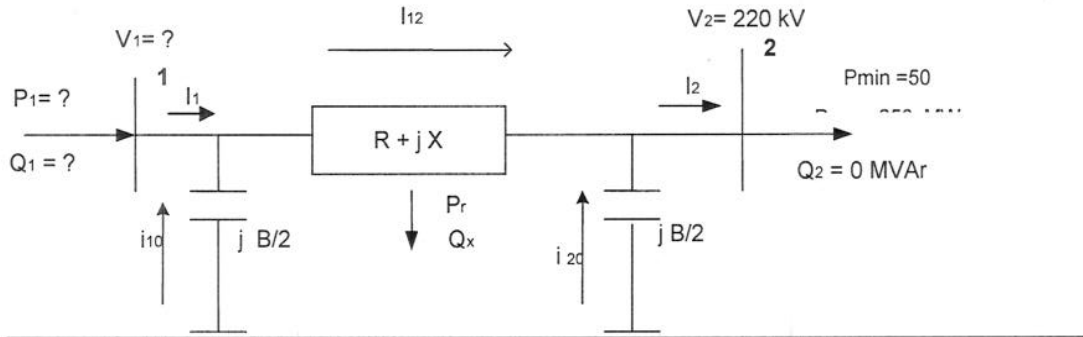 I12
V2= 220 kV
V1= ?
2
1
Pmin =50
P1= ?
I1
I2
R + j X
Q1 = ?
Q2 = 0 MVAr
Pr
Qx
i10
j B/2
i 20
j B/2